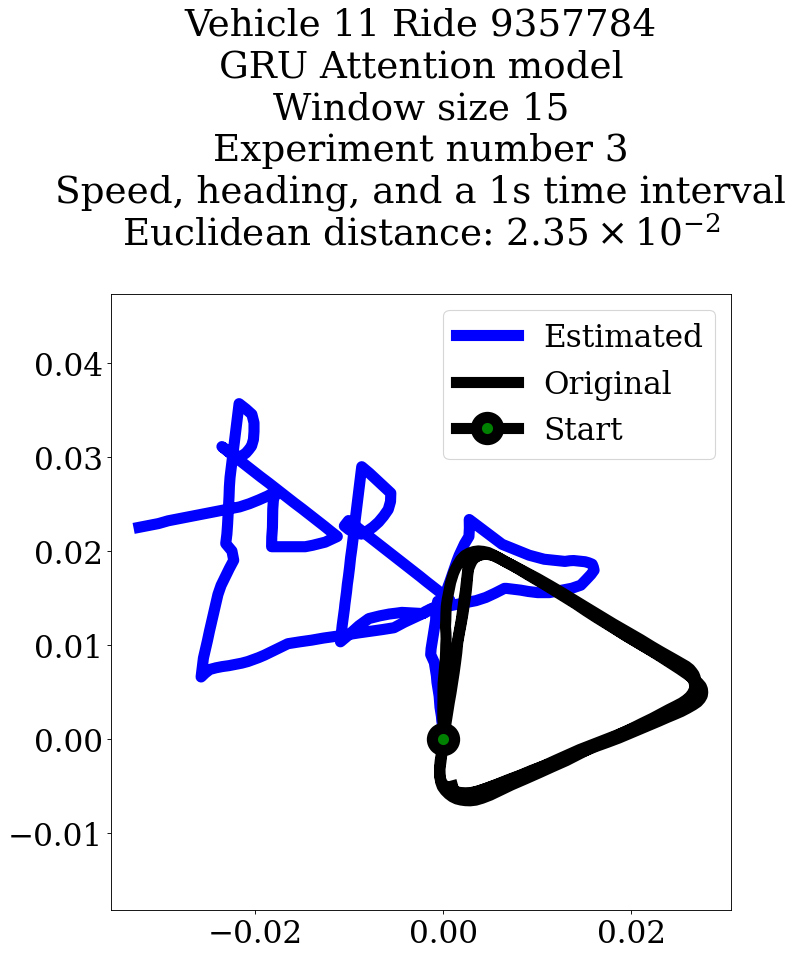 Vehicle 11 Ride 9357784
GRU Attention model
Window size 15
Experiment number 3
Speed, heading, and a 1s time interval
Euclidean distance: 2.35 × 10⁻²
Estimated
Original
Start
0.04
0.03
0.02
0.01
0.00
−0.01
−0.02
0.00
0.02